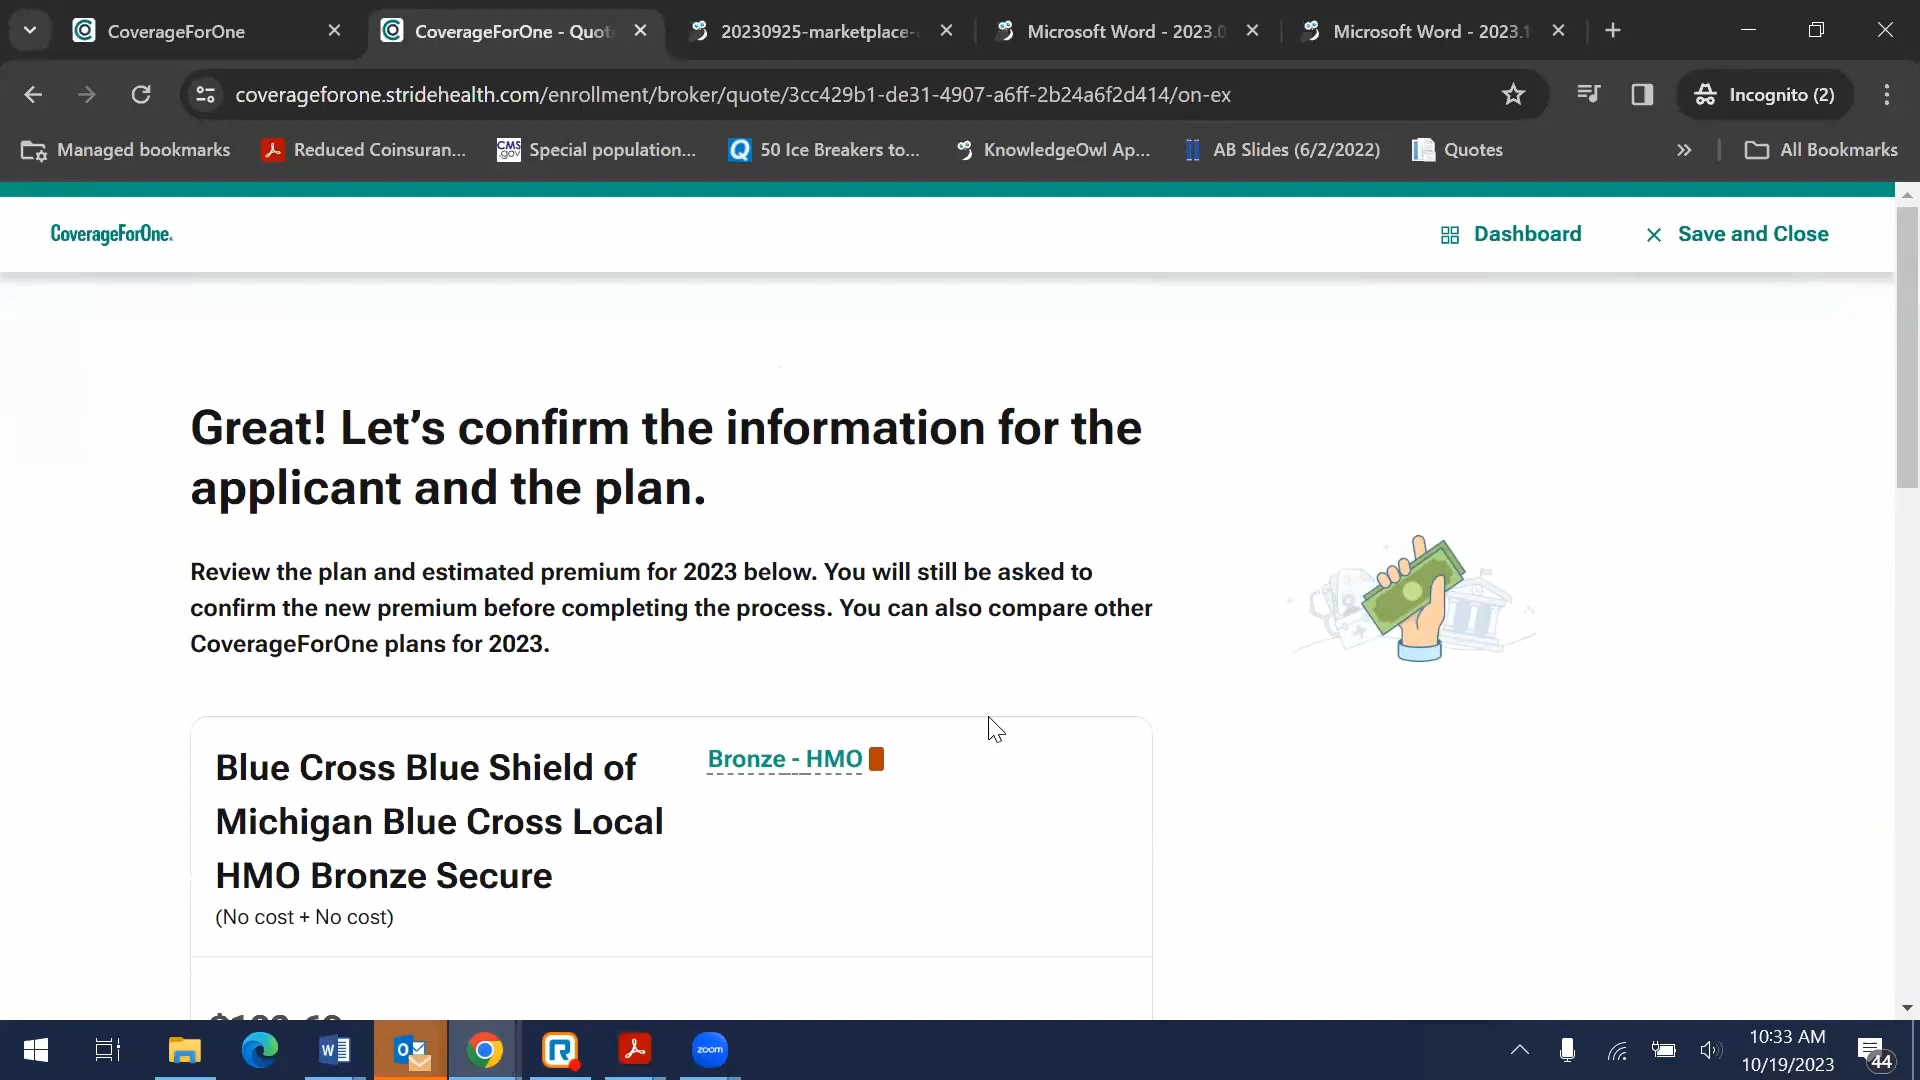 CoverageForOne
CoverageForOne - Quot
20230925-marketplace-
Microsoft Word - 2023.0
Microsoft Word - 2023.1
coverageforone.stridehealth.com/enrollment/broker/quote/3cc429b1-de31-4907-a6ff-2b24a6f2d414/on-ex
Incognito (2)
Managed bookmarks
Reduced Coinsuran...
CMS.gov
Special population...
50 Ice Breakers to...
KnowledgeOwl Ap...
AB Slides (6/2/2022)
Quotes
All Bookmarks
CoverageForOne.
Dashboard
Save and Close
Great! Let’s confirm the information for the
applicant and the plan.
Review the plan and estimated premium for 2023 below. You will still be asked to
confirm the new premium before completing the process. You can also compare other
CoverageForOne plans for 2023.
Blue Cross Blue Shield of
Michigan Blue Cross Local
HMO Bronze Secure
Bronze - HMO
(No cost + No cost)
zoom
10:33 AM
10/19/2023
44